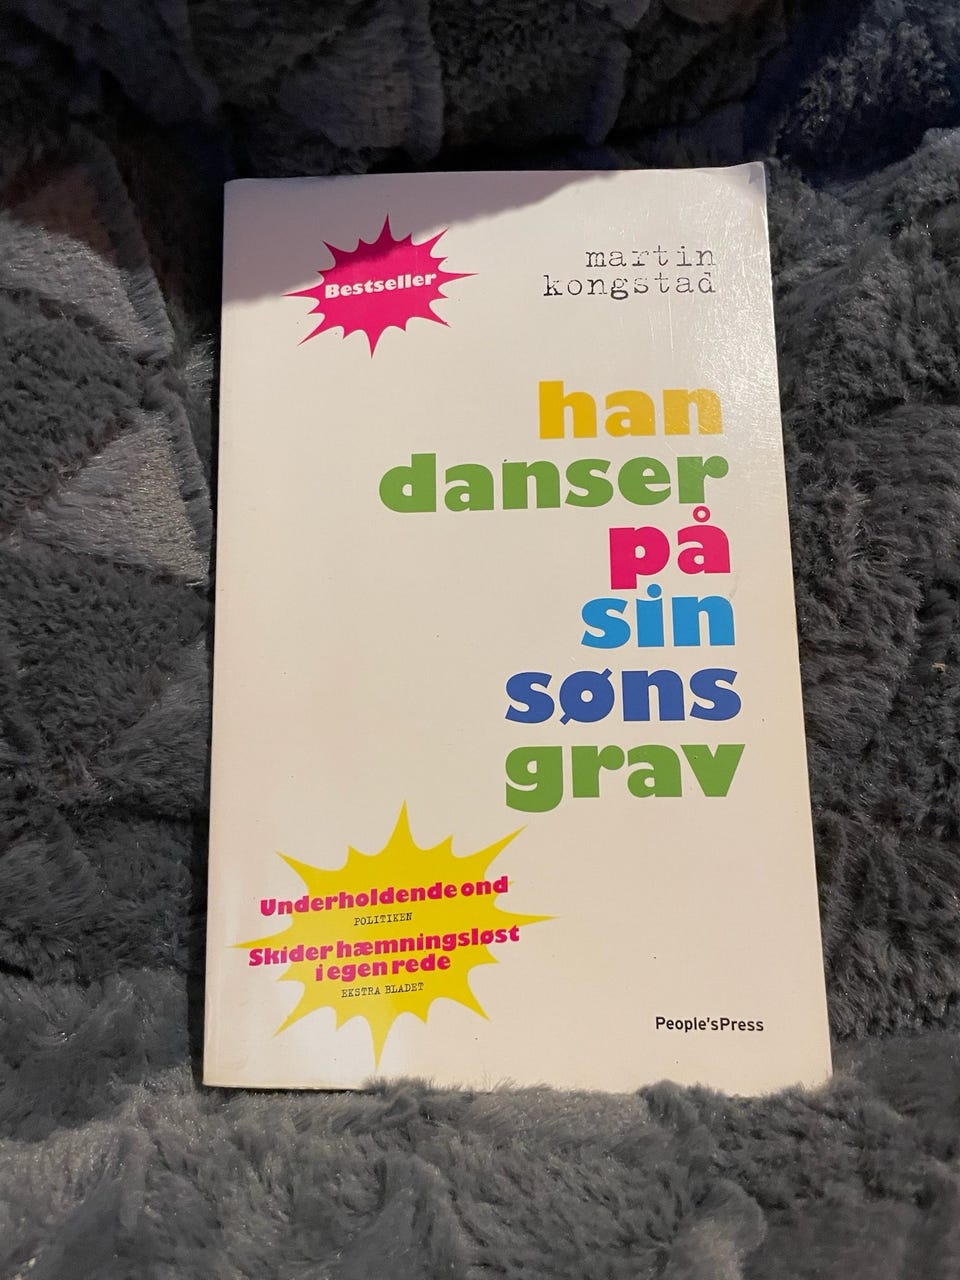 Bestseller
martin
kongstad
han
danser
på
sin
søns
grav
Underholdende ond
POLITIKEN
Skider hæmningsløst
i egen rede
EKSTRA BLADET
People'sPress